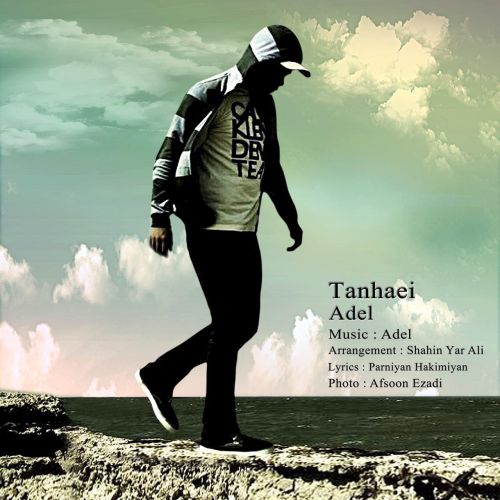 Tanhaei
Adel
Music : Adel
Arrangement : Shahin Yar Ali
Lyrics : Parniyan Hakimiyan
Photo : Afsoon Ezadi